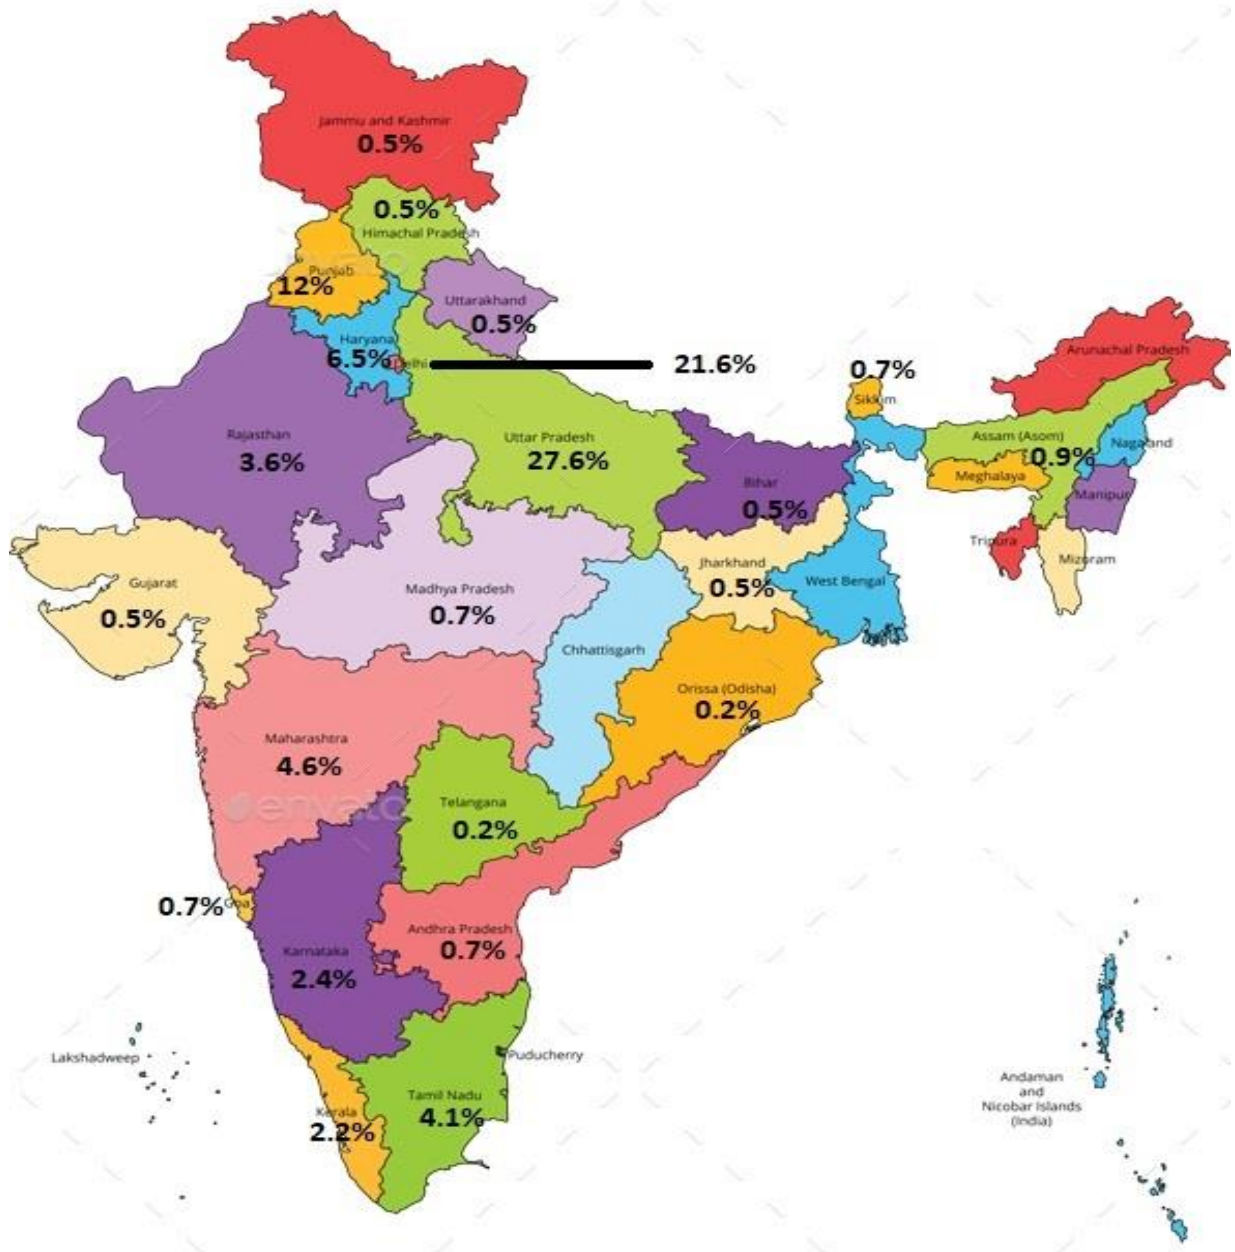 Jammu and Kashmir
0.5%
0.5%
Himachal Pradesh
Punjab
12%
Uttarakhand
0.5%
Haryana
6.5%
Delhi
21.6%
0.7%
Sikkim
Arunachal Pradesh
Rajasthan
3.6%
Uttar Pradesh
27.6%
Assam (Asom)
0.9%
Nagaland
Meghalaya
Manipur
Bihar
0.5%
Tripura
Mizoram
Gujarat
0.5%
Madhya Pradesh
0.7%
Jharkhand
0.5%
West Bengal
Chhattisgarh
Orissa (Odisha)
0.2%
Maharashtra
4.6%
envato
Telangana
0.2%
0.7%
Goa
Andhra Pradesh
0.7%
Karnataka
2.4%
Lakshadweep
Puducherry
Tamil Nadu
4.1%
Kerala
2.2%
Andaman
and
Nicobar Islands
(India)